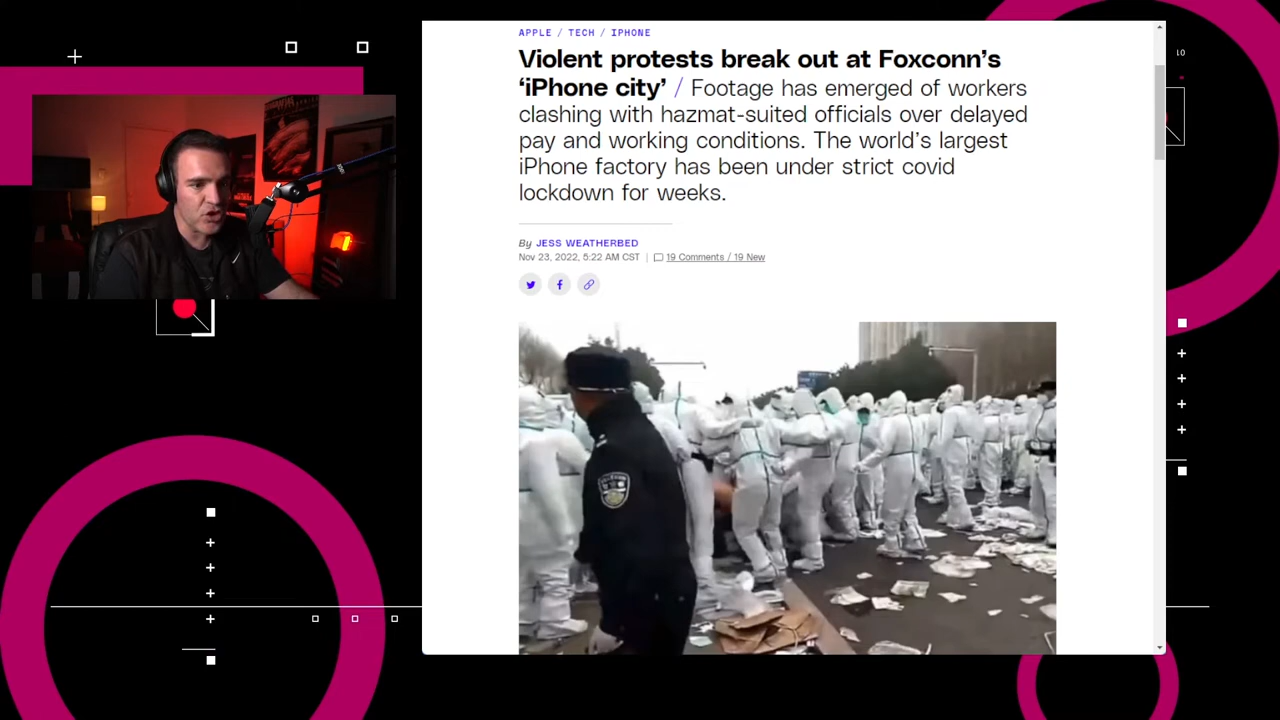 APPLE / TECH / IPHONE
Violent protests break out at Foxconn’s
‘iPhone city’ / Footage has emerged of workers
clashing with hazmat-suited officials over delayed
pay and working conditions. The world’s largest
iPhone factory has been under strict covid
lockdown for weeks.
By JESS WEATHERBED
Nov 23, 2022, 5:22 AM CST | 19 Comments / 19 New
10